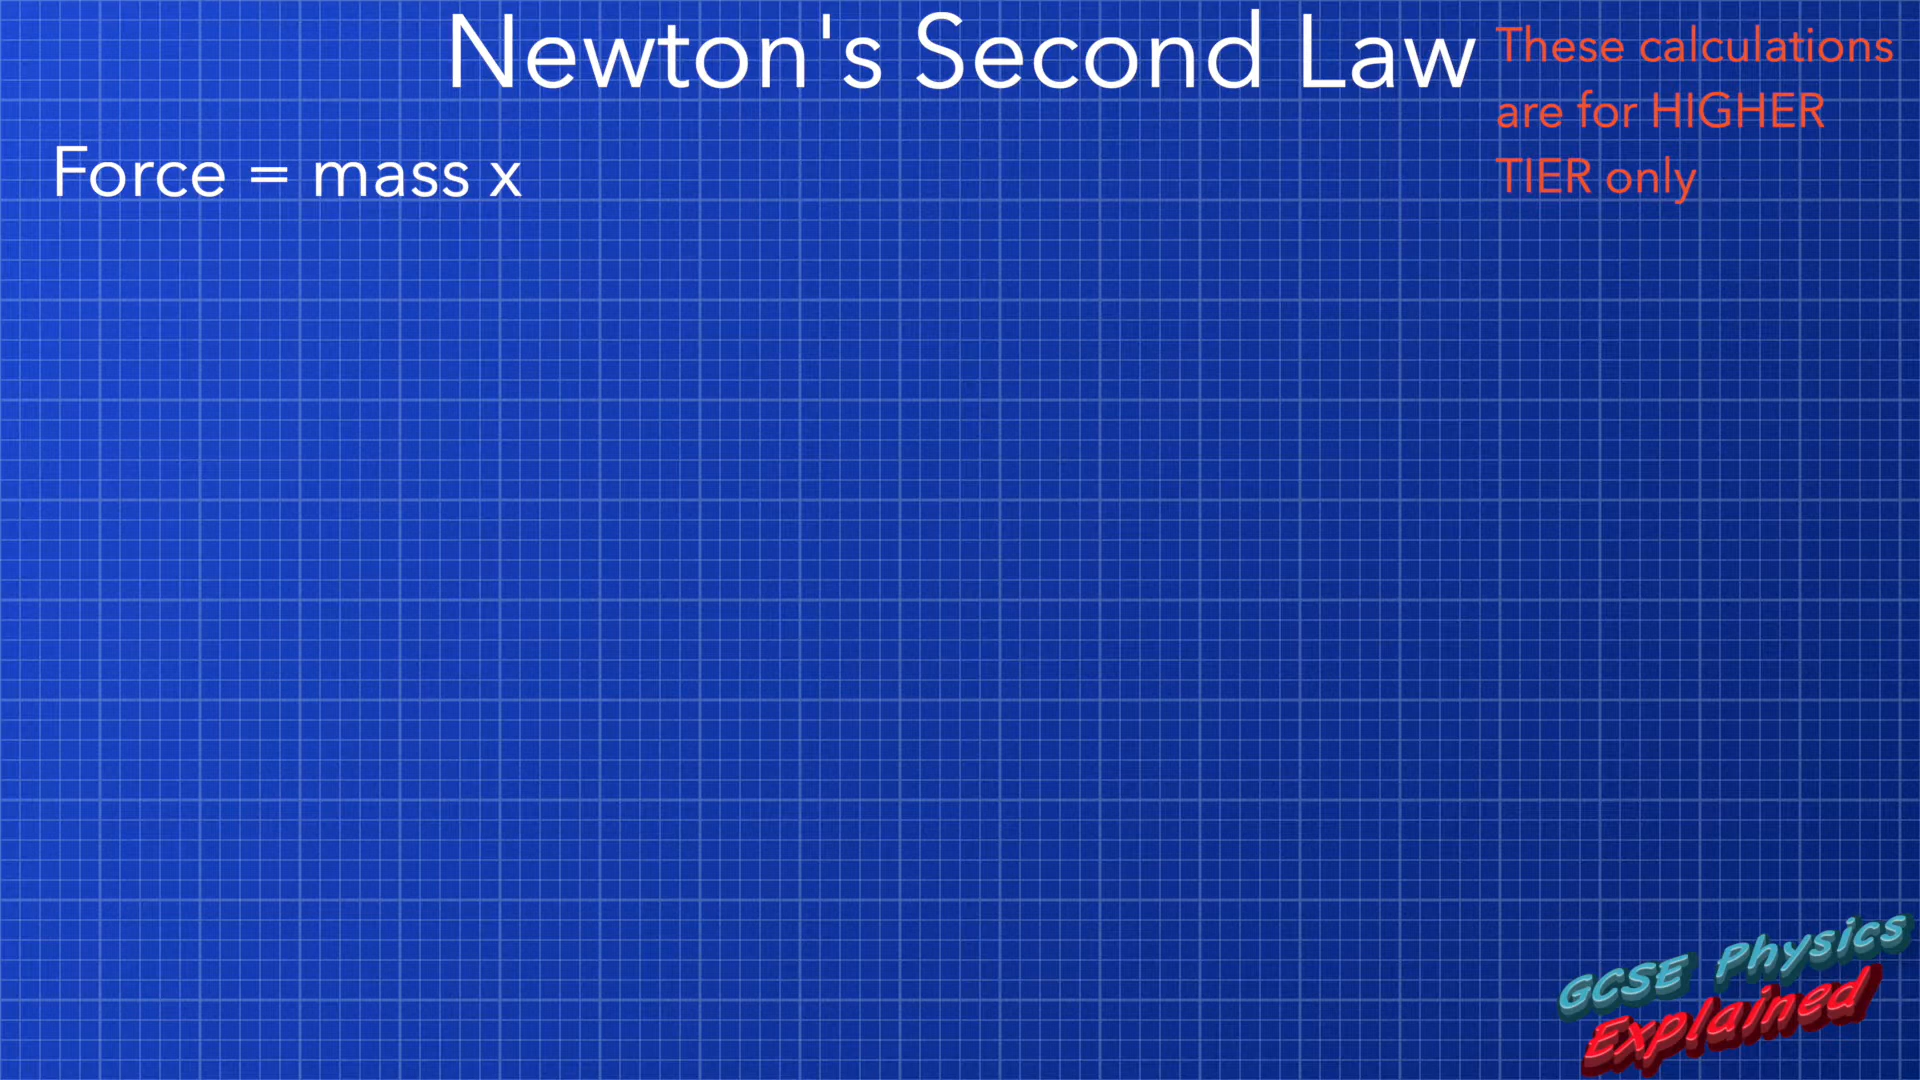 Newton's Second Law
These calculations
are for HIGHER
TIER only
Force = mass x
GCSE Physics
Explained